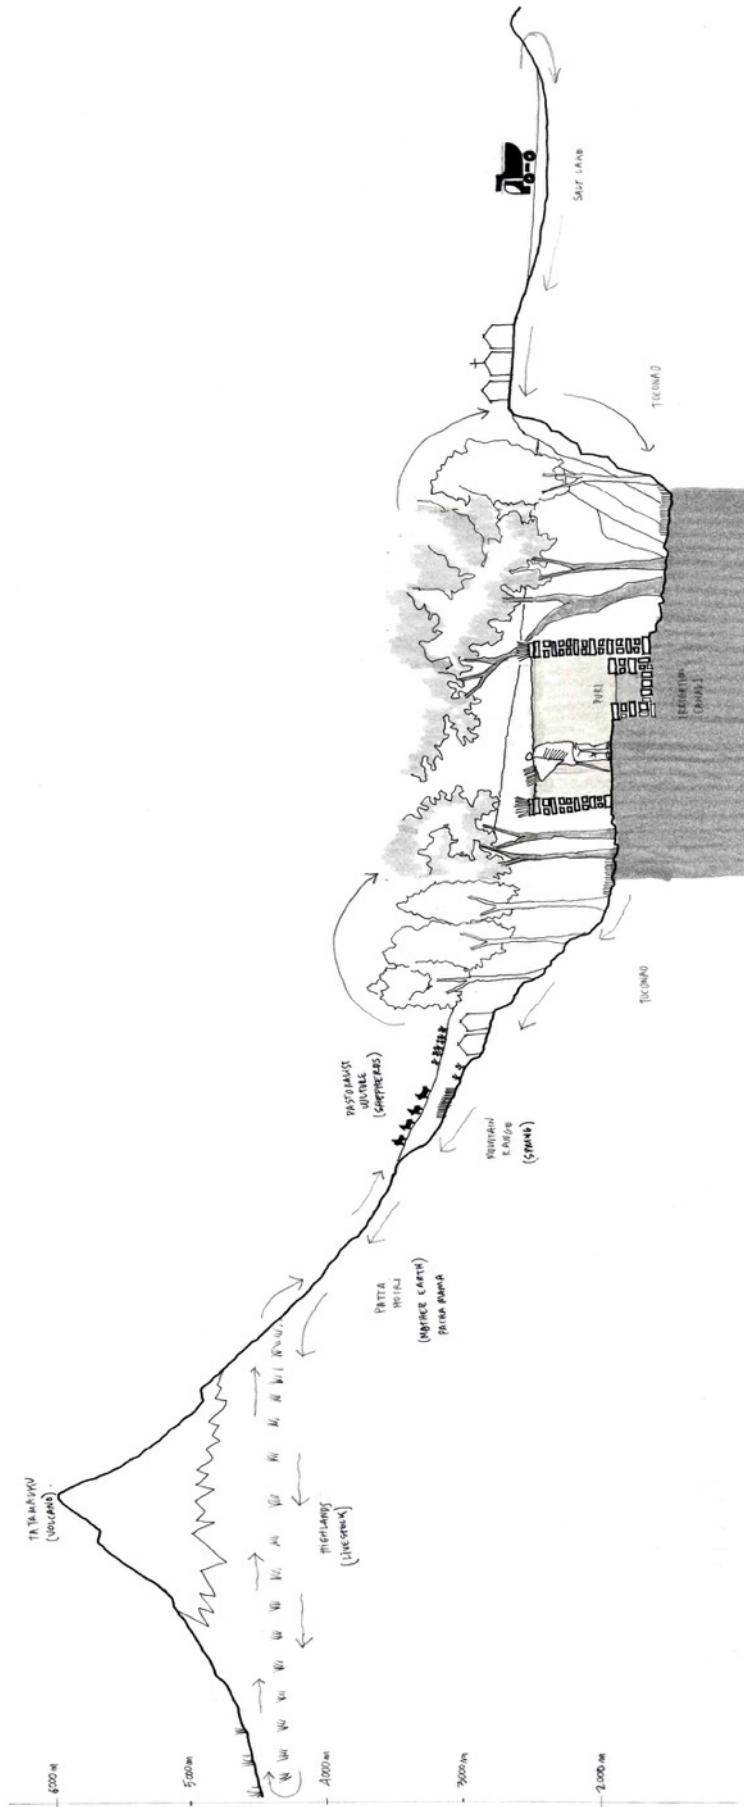 6000 m
5000 m
4000 m
3000 m
2000 m
(VOLCANO)
HIGHLANDS
(LIVESTOCK)
PATTA
HOIRI
(MOTHER EARTH)
PACHA MAMA
PASTORALIST
CULTURE
(SHEPHERDS)
MOUNTAIN
RANGE
(SPRING)
TOCONAO
PURI
IRRIGATION
CANALS
TOCONAO
SALT LAND